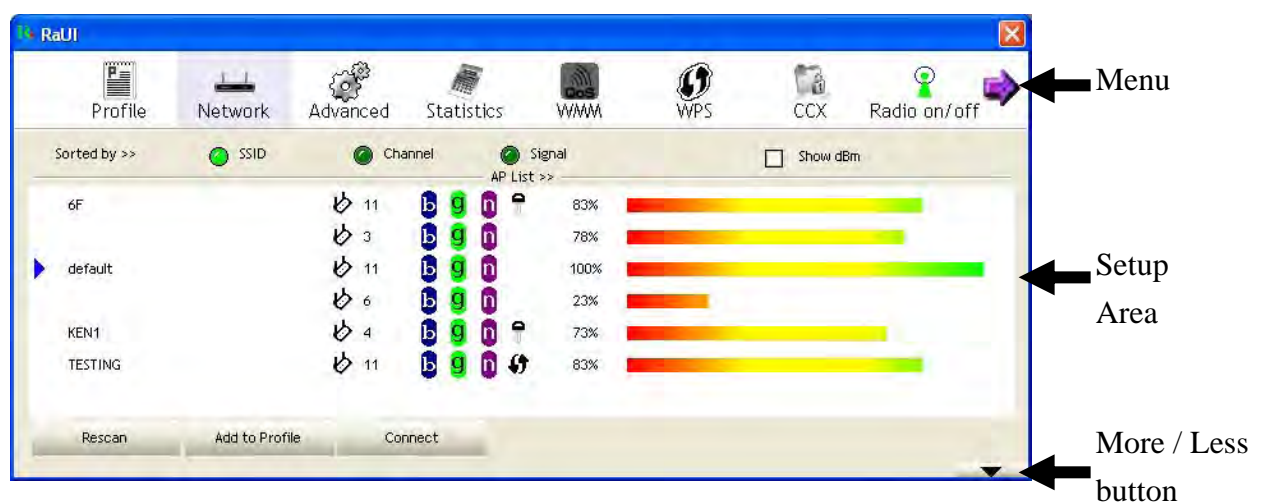 RaUI
Profile Network Advanced Statistics QoS WMM WPS CCX Radio on/off
Menu
Sorted by >> SSID Channel Signal Show dBm
AP List >>
6F 11 b g n 83%
3 b g n 78%
default 11 b g n 100%
6 b g n 23%
KEN1 4 b g n 73%
TESTING 11 b g n 83%
Setup
Area
Rescan Add to Profile Connect
More / Less
button